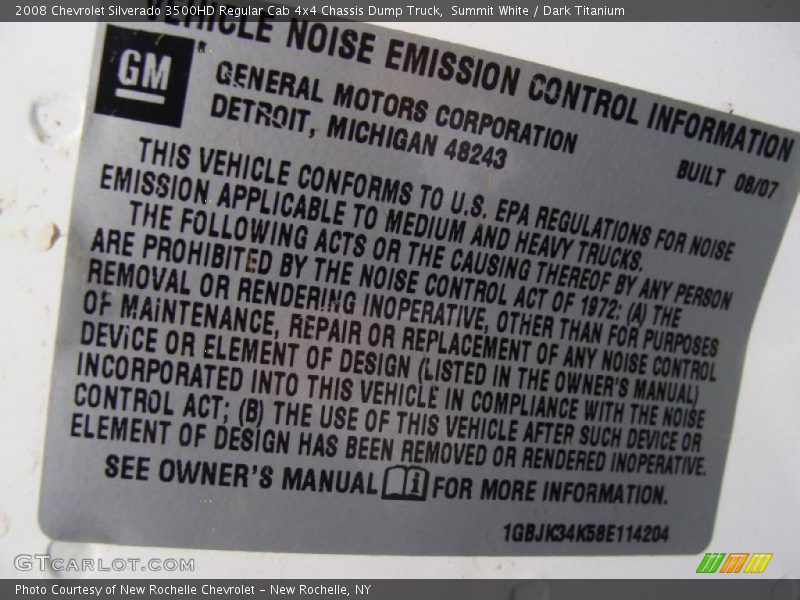 2008 Chevrolet Silverado 3500HD Regular Cab 4x4 Chassis Dump Truck,  Summit White / Dark Titanium
VEHICLE NOISE EMISSION CONTROL INFORMATION
GM
GENERAL MOTORS CORPORATION
DETROIT, MICHIGAN 48243
BUILT 08/07
THIS VEHICLE CONFORMS TO U.S. EPA REGULATIONS FOR NOISE
EMISSION APPLICABLE TO MEDIUM AND HEAVY TRUCKS.
THE FOLLOWING ACTS OR THE CAUSING THEREOF BY ANY PERSON
ARE PROHIBITED BY THE NOISE CONTROL ACT OF 1972: (A) THE
REMOVAL OR RENDERING INOPERATIVE, OTHER THAN FOR PURPOSES
OF MAINTENANCE, REPAIR OR REPLACEMENT OF ANY NOISE CONTROL
DEVICE OR ELEMENT OF DESIGN (LISTED IN THE OWNER'S MANUAL)
INCORPORATED INTO THIS VEHICLE IN COMPLIANCE WITH THE NOISE
CONTROL ACT; (B) THE USE OF THIS VEHICLE AFTER SUCH DEVICE OR
ELEMENT OF DESIGN HAS BEEN REMOVED OR RENDERED INOPERATIVE.
SEE OWNER'S MANUAL i FOR MORE INFORMATION.
1GBJK34K58E114204
GTCARLOT.COM
Photo Courtesy of New Rochelle Chevrolet - New Rochelle, NY